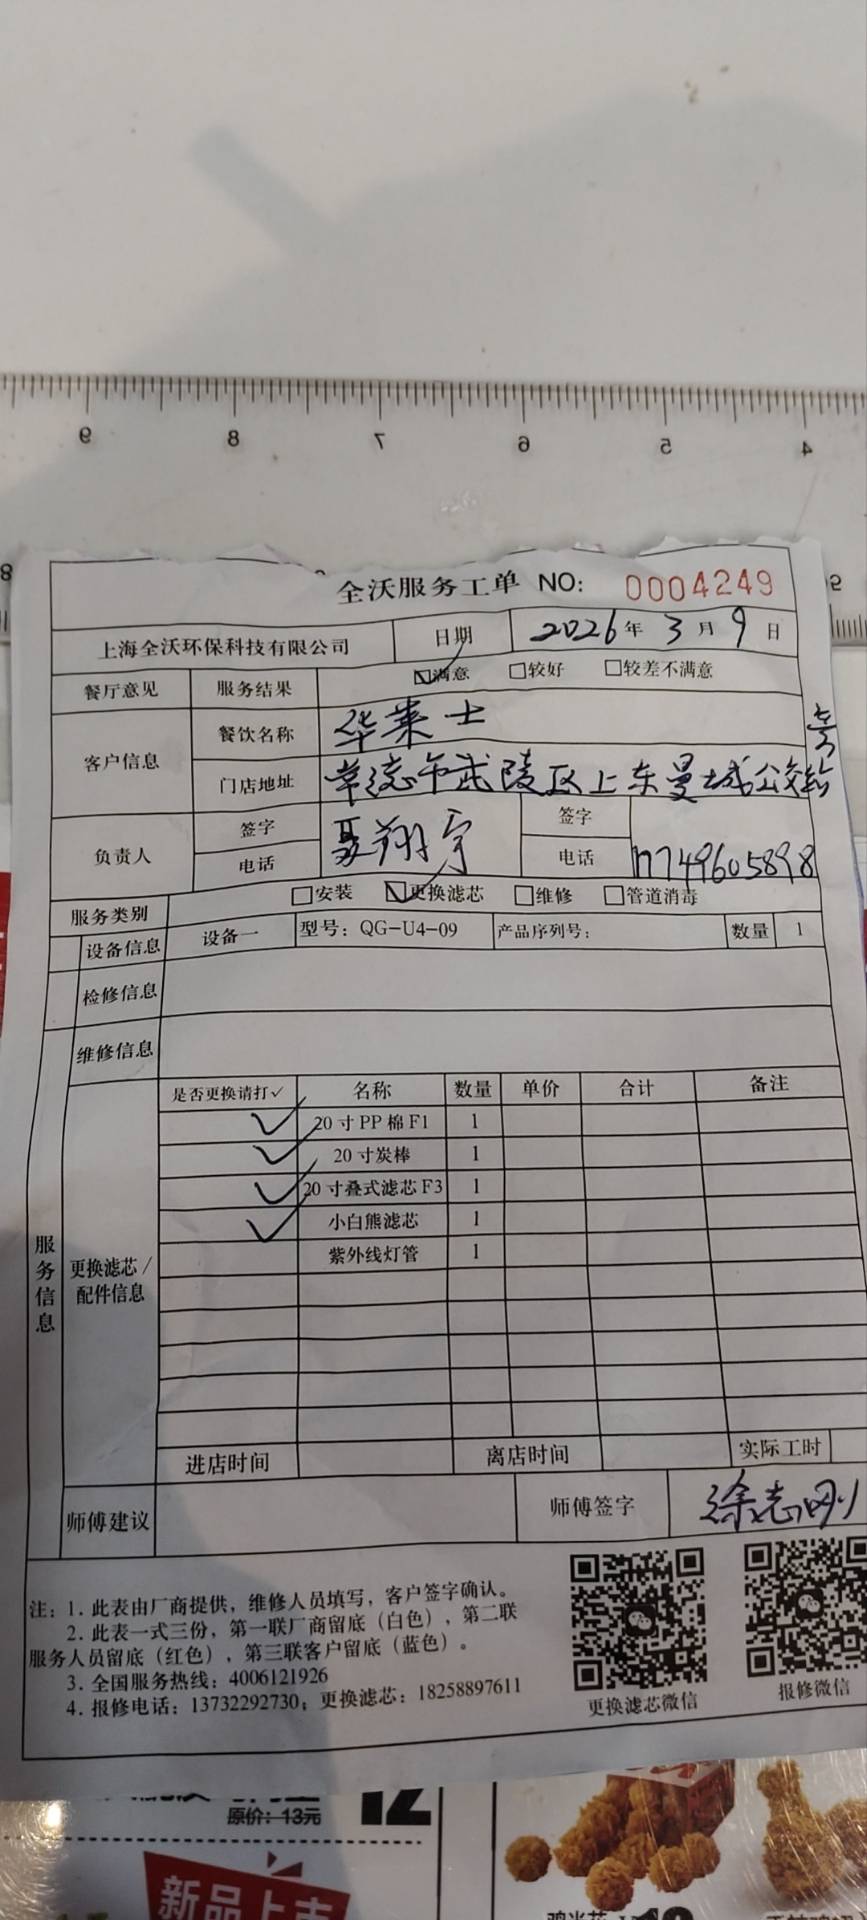 9 8 7 6 5 4
全沃服务工单 NO: 0004249
上海全沃环保科技有限公司 日期 2026年 3月 9日
餐厅意见 服务结果 满意 较好 较差不满意
客户信息 餐饮名称 华莱士
门店地址 常德市武陵区上东曼城公交站旁
负责人 签字 聂翔宇 签字
电话 电话 17749605898
服务类别 安装 更换滤芯 维修 管道消毒
设备信息 设备一 型号: QG-U4-09 产品序列号: 数量 1
检修信息
维修信息
服务信息
更换滤芯/配件信息
是否更换请打✓ 名称 数量 单价 合计 备注
✓ 20寸PP棉F1 1
✓ 20寸炭棒 1
✓ 20寸叠式滤芯F3 1
✓ 小白熊滤芯 1
紫外线灯管 1
进店时间 离店时间 实际工时
师傅建议 师傅签字 徐志刚
注: 1. 此表由厂商提供，维修人员填写，客户签字确认。
2. 此表一式三份，第一联厂商留底（白色），第二联
服务人员留底（红色），第三联客户留底（蓝色）。
3. 全国服务热线: 4006121926
4. 报修电话: 13732292730; 更换滤芯: 18258897611
更换滤芯微信 报修微信
原价: 13元 12
新品上市